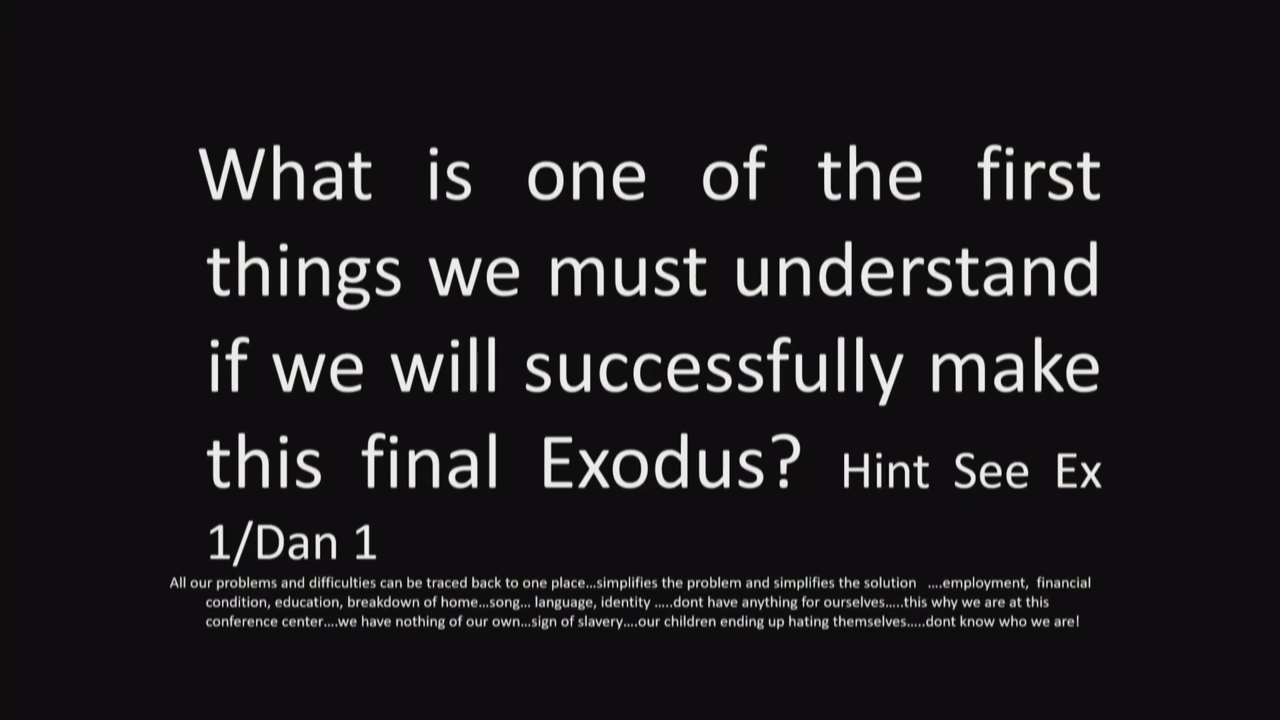 What is one of the first
things we must understand
if we will successfully make
this final Exodus? Hint See Ex
1/Dan 1
All our problems and difficulties can be traced back to one place...simplifies the problem and simplifies the solution ....employment, financial
condition, education, breakdown of home...song... language, identity .....dont have anything for ourselves.....this why we are at this
conference center....we have nothing of our own...sign of slavery....our children ending up hating themselves.....dont know who we are!